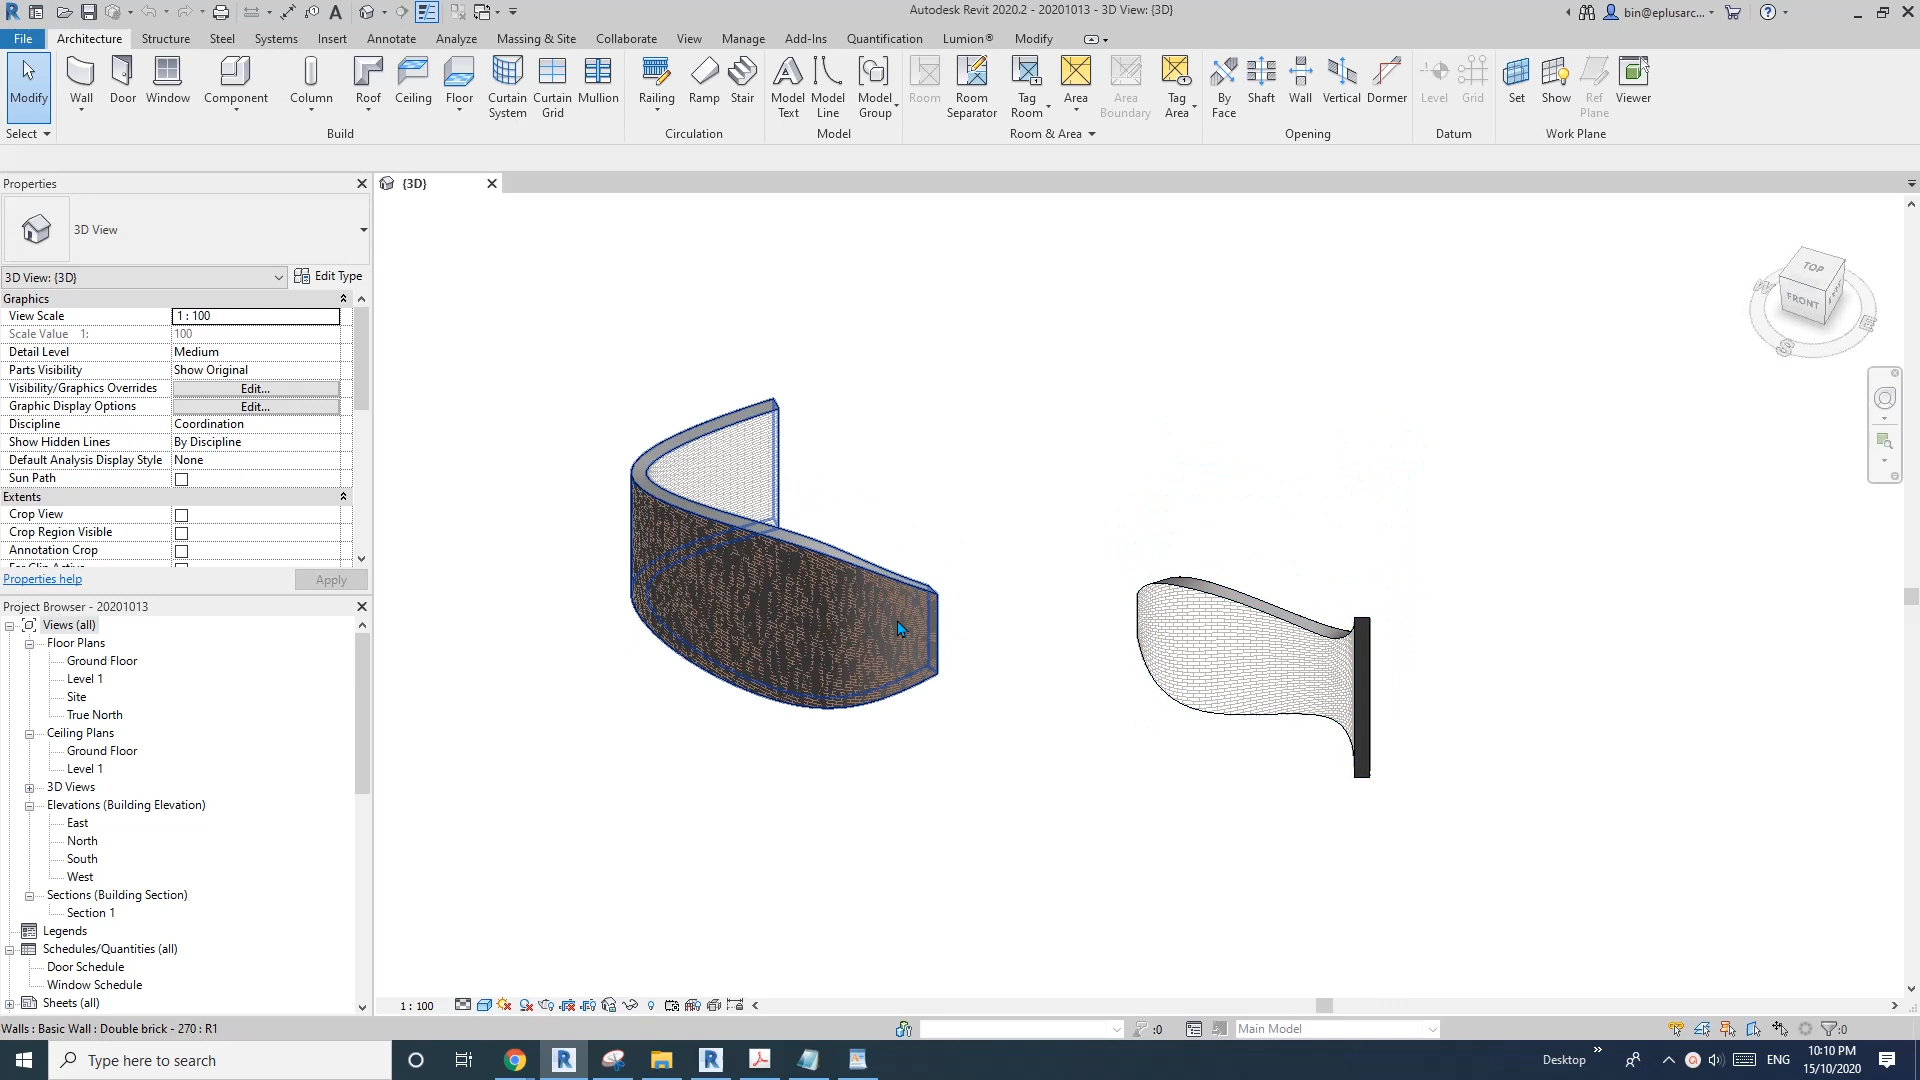 Autodesk Revit 2020.2 - 20201013 - 3D View: {3D}
bin@eplusarc...
File Architecture Structure Steel Systems Insert Annotate Analyze Massing & Site Collaborate View Manage Add-Ins Quantification Lumion® Modify
Modify Wall Door Window Component Column Roof Ceiling Floor Curtain System Curtain Grid Mullion Railing Ramp Stair Model Text Model Line Model Group Room Room Separator Tag Room Area Area Boundary Tag Area By Face Shaft Wall Vertical Dormer Level Grid Set Show Ref Plane Viewer
Select Build Circulation Model Room & Area Opening Datum Work Plane
Properties
{3D}
3D View
3D View: {3D} Edit Type
Graphics
View Scale 1 : 100
Scale Value 1: 100
Detail Level Medium
Parts Visibility Show Original
Visibility/Graphics Overrides Edit...
Graphic Display Options Edit...
Discipline Coordination
Show Hidden Lines By Discipline
Default Analysis Display Style None
Sun Path
Extents
Crop View
Crop Region Visible
Annotation Crop
Properties help Apply
Project Browser - 20201013
Views (all)
Floor Plans
Ground Floor
Level 1
Site
True North
Ceiling Plans
Ground Floor
Level 1
3D Views
Elevations (Building Elevation)
East
North
South
West
Sections (Building Section)
Section 1
Legends
Schedules/Quantities (all)
Door Schedule
Window Schedule
Sheets (all)
TOP
FRONT
W
E
S
1 : 100
Walls : Basic Wall : Double brick - 270 : R1
:0
Main Model
:0
Type here to search
Desktop
ENG
10:10 PM
15/10/2020